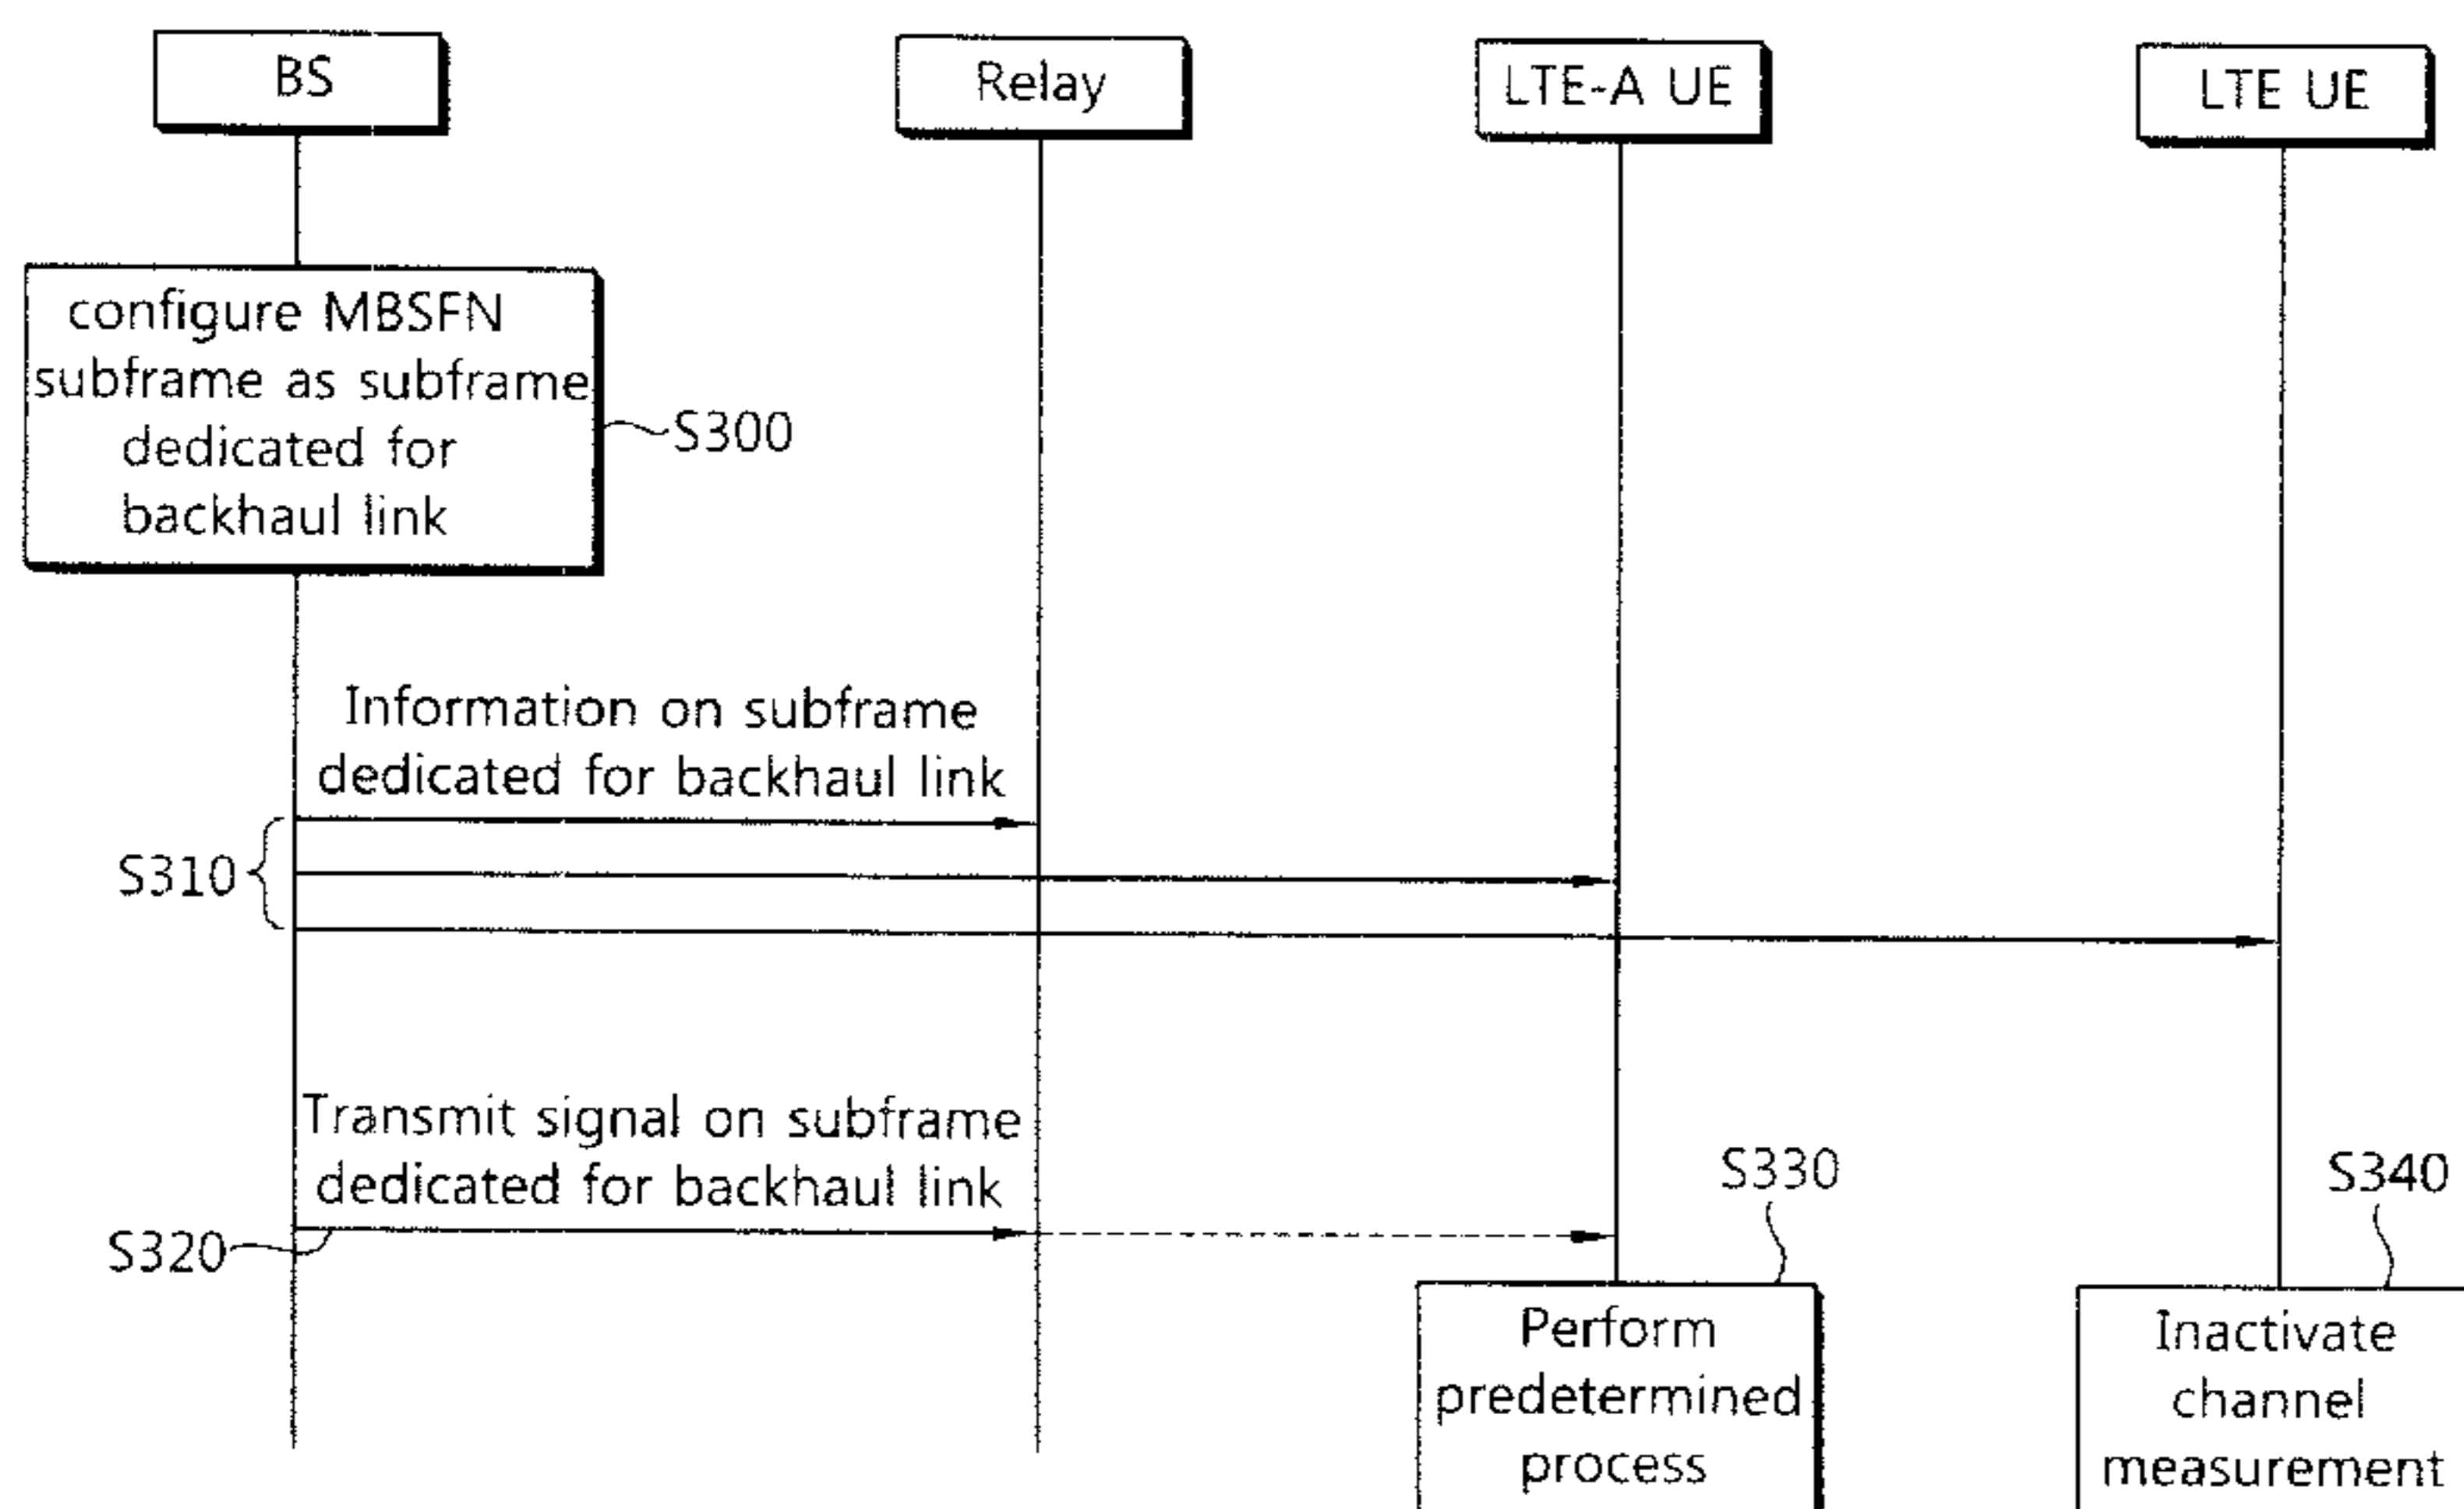 BS
Relay
LTE-A UE
LTE UE
configure MBSFN
subframe as subframe
dedicated for
backhaul link
S300
Information on subframe
dedicated for backhaul link
S310
Transmit signal on subframe
dedicated for backhaul link
S320
S330
S340
Perform
predetermined
process
Inactivate
channel
measurement